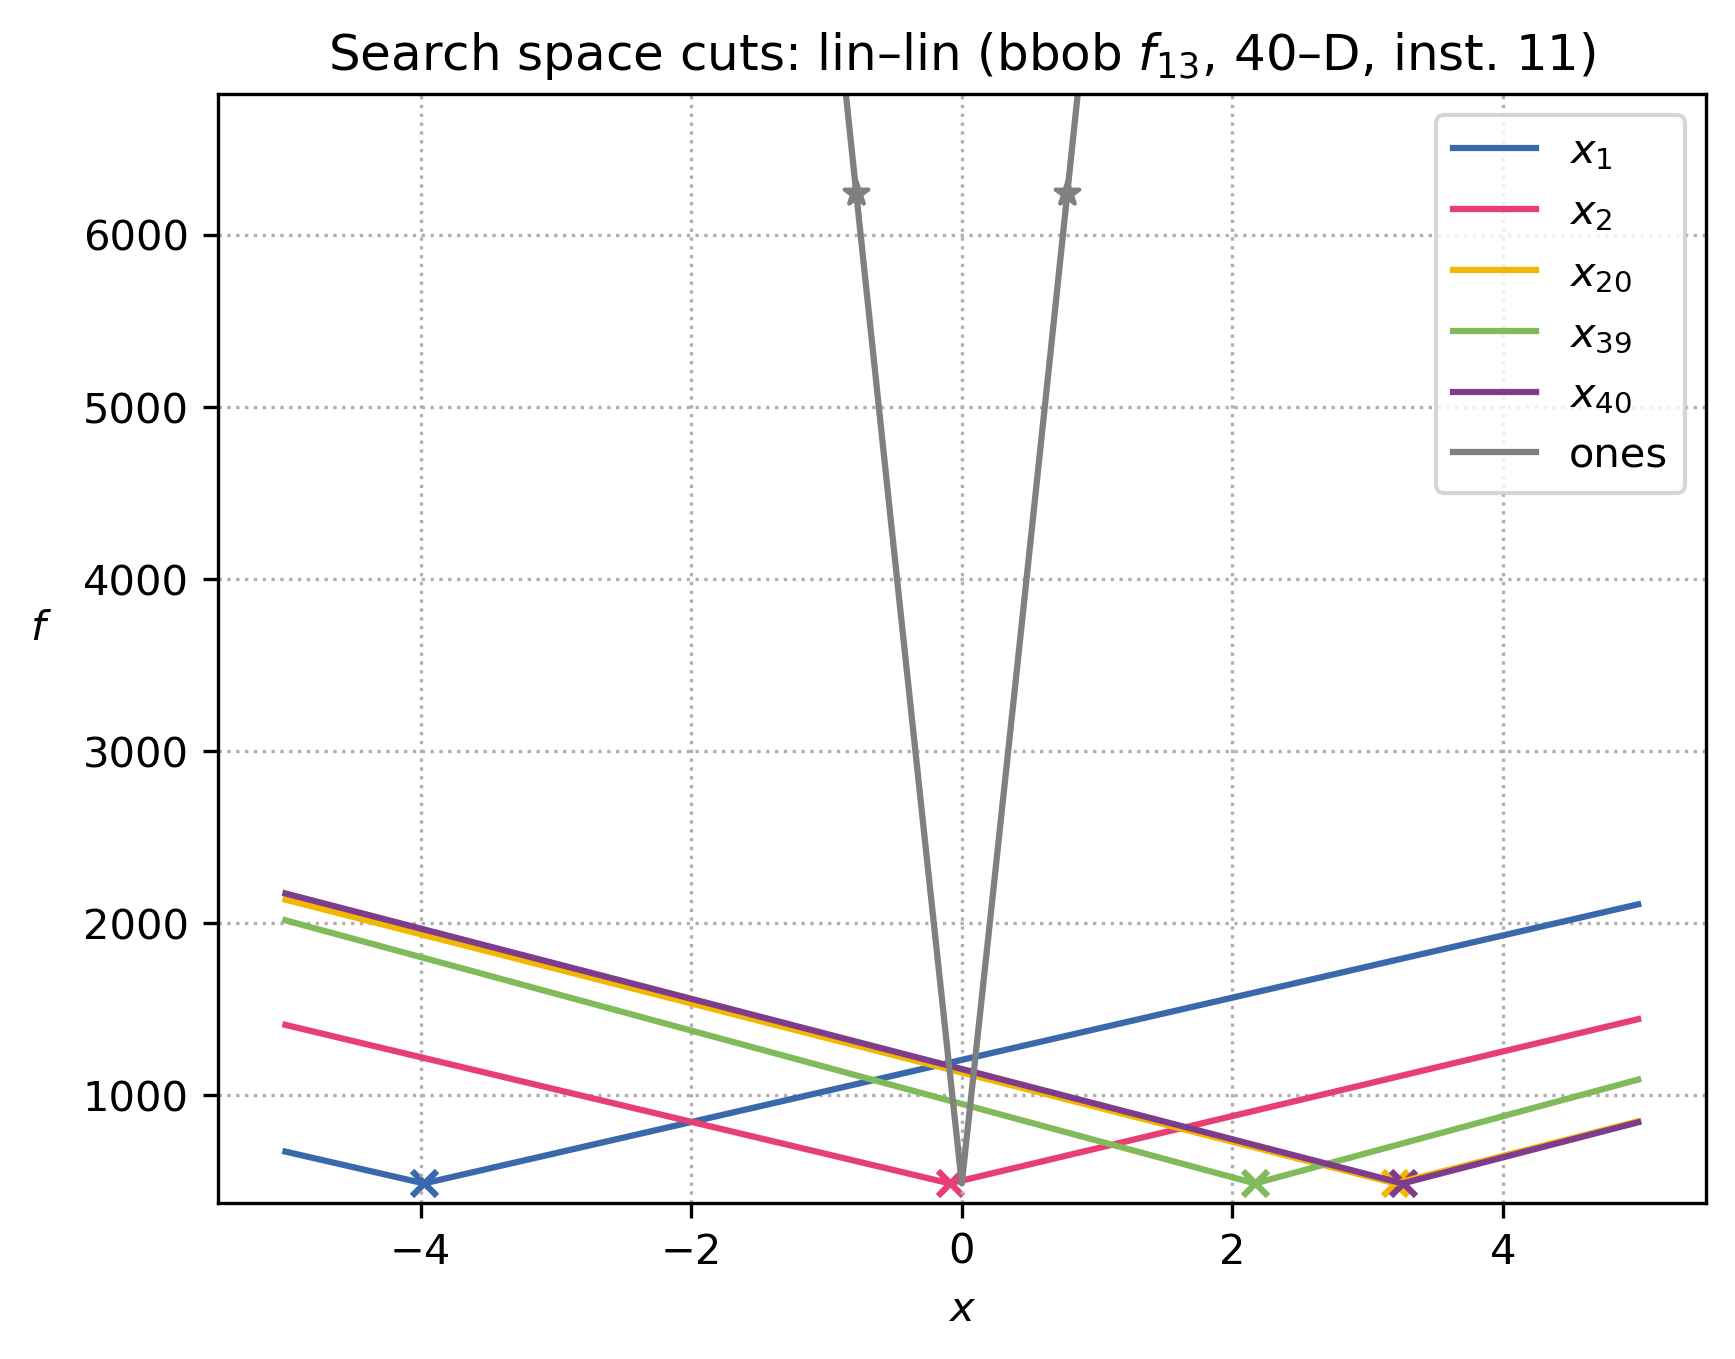 Search space cuts: lin–lin (bbob f13, 40–D, inst. 11)
x1
x2
x20
x39
x40
ones
6000
5000
4000
3000
2000
1000
f
−4 −2 0 2 4
x